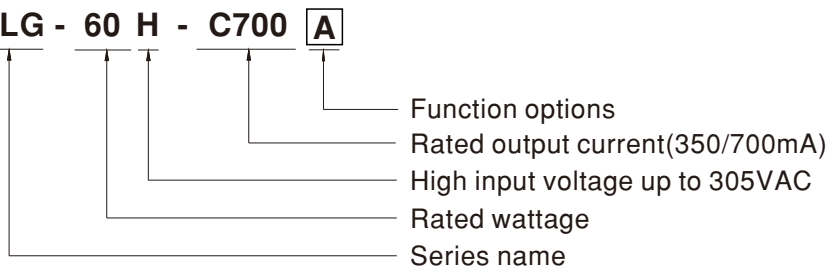 LG - 60 H - C700 A
Function options
Rated output current(350/700mA)
High input voltage up to 305VAC
Rated wattage
Series name